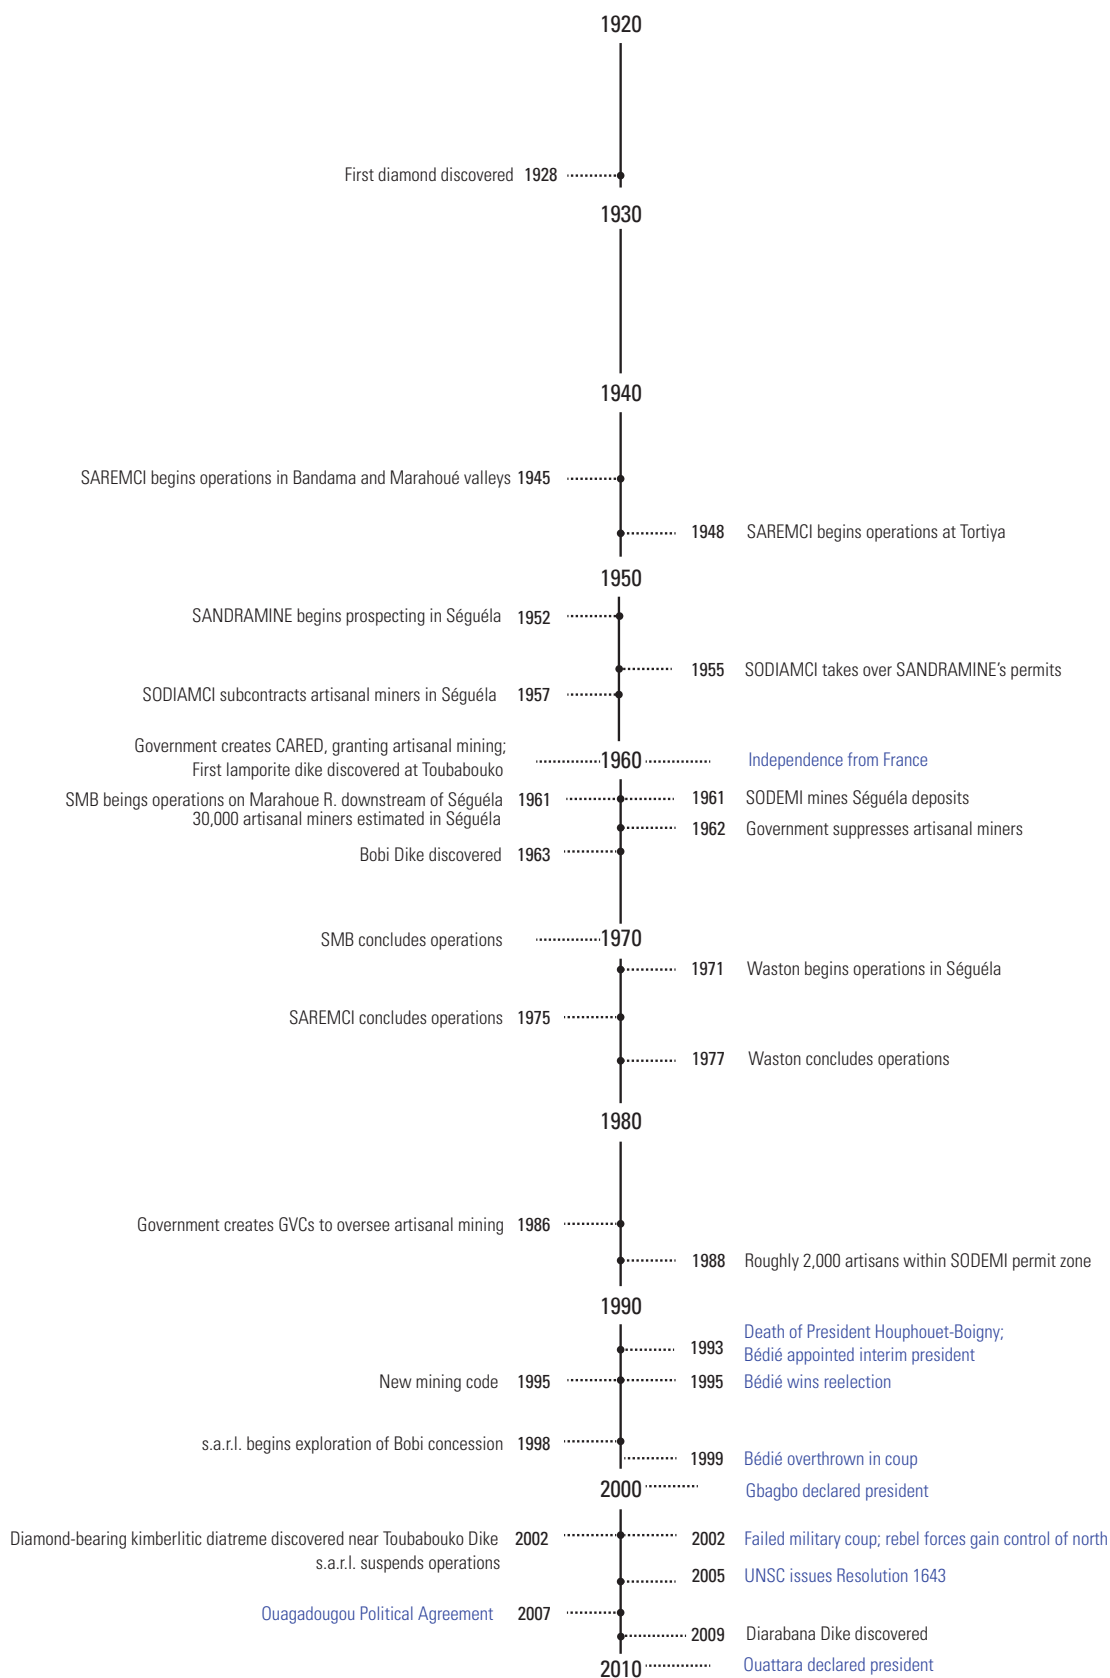 1920
First diamond discovered 1928
1930
1940
SAREMCI begins operations in Bandama and Marahoué valleys 1945
1948 SAREMCI begins operations at Tortiya
1950
SANDRAMINE begins prospecting in Séguéla 1952
1955 SODIAMCI takes over SANDRAMINE's permits
SODIAMCI subcontracts artisanal miners in Séguéla 1957
Government creates CARED, granting artisanal mining;
First lamporite dike discovered at Toubabouko
1960 Independence from France
SMB beings operations on Marahoue R. downstream of Séguéla 1961
30,000 artisanal miners estimated in Séguéla
1961 SODEMI mines Séguéla deposits
1962 Government suppresses artisanal miners
Bobi Dike discovered 1963
SMB concludes operations 1970
1971 Waston begins operations in Séguéla
SAREMCI concludes operations 1975
1977 Waston concludes operations
1980
Government creates GVCs to oversee artisanal mining 1986
1988 Roughly 2,000 artisans within SODEMI permit zone
1990
1993 Death of President Houphouet-Boigny;
Bédié appointed interim president
New mining code 1995
1995 Bédié wins reelection
s.a.r.l. begins exploration of Bobi concession 1998
1999 Bédié overthrown in coup
2000 Gbagbo declared president
Diamond-bearing kimberlitic diatreme discovered near Toubabouko Dike 2002
s.a.r.l. suspends operations
2002 Failed military coup; rebel forces gain control of north
2005 UNSC issues Resolution 1643
Ouagadougou Political Agreement 2007
2009 Diarabana Dike discovered
2010 Ouattara declared president